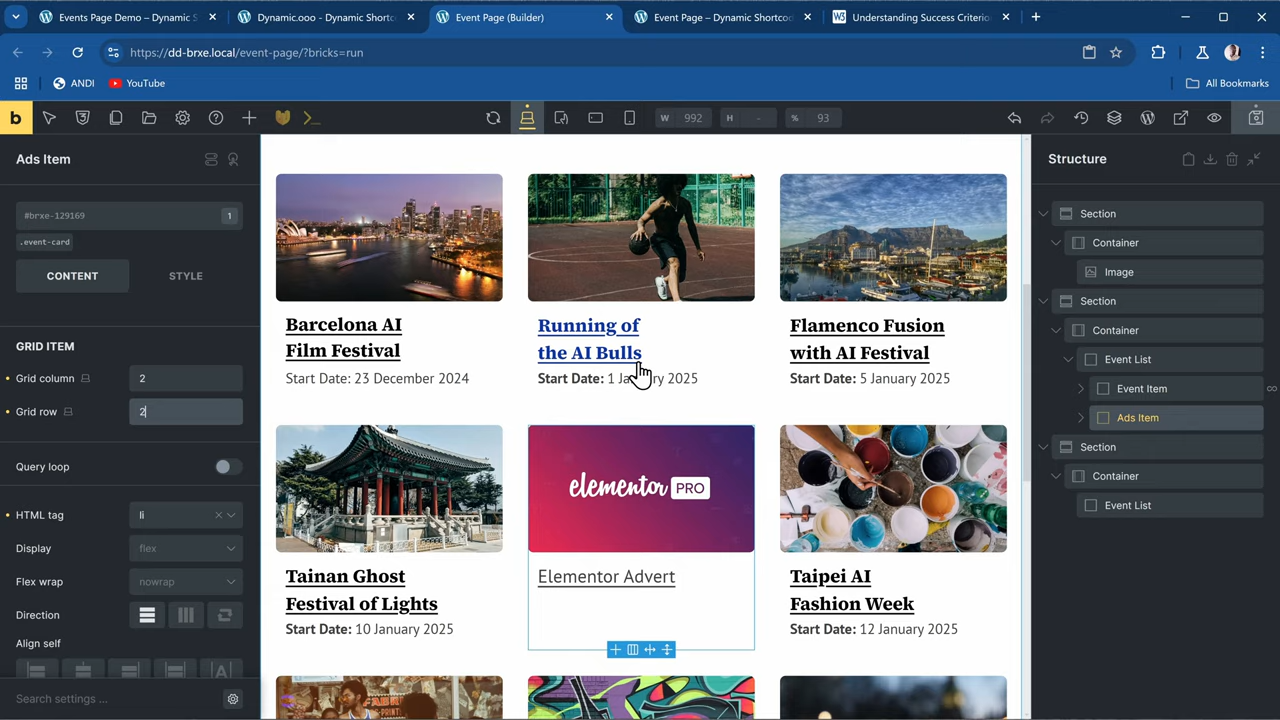 Events Page Demo – Dynamic S
Dynamic.ooo - Dynamic Shortc
Event Page (Builder)
Event Page – Dynamic Shortcod
Understanding Success Criterio
https://dd-brxe.local/event-page/?bricks=run
ANDI
YouTube
All Bookmarks
b
W 992
H -
% 93
Ads Item
#brxe-129169
1
.event-card
CONTENT
STYLE
GRID ITEM
Grid column
2
Grid row
2
Query loop
HTML tag
li
Display
flex
Flex wrap
nowrap
Direction
Align self
Search settings ...
Barcelona AI
Film Festival
Start Date: 23 December 2024
Running of
the AI Bulls
Start Date: 1 January 2025
Flamenco Fusion
with AI Festival
Start Date: 5 January 2025
Tainan Ghost
Festival of Lights
Start Date: 10 January 2025
elementor PRO
Elementor Advert
Taipei AI
Fashion Week
Start Date: 12 January 2025
Structure
Section
Container
Image
Section
Container
Event List
Event Item
Ads Item
Section
Container
Event List